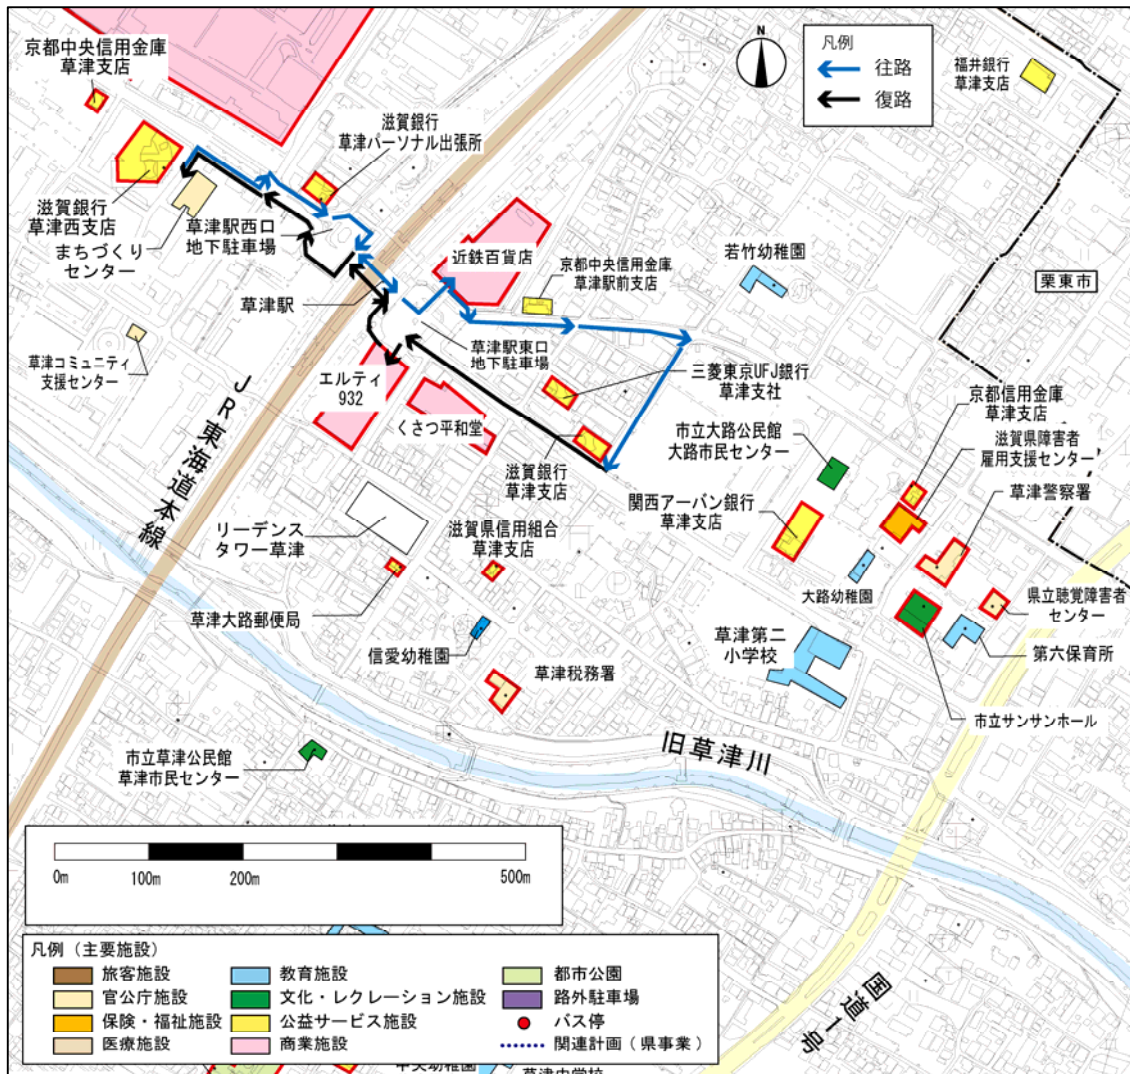 京都中央信用金庫
草津支店
滋賀銀行
草津パーソナル出張所
N
凡例
往路
復路
福井銀行
草津支店
滋賀銀行
草津西支店
まちづくり
センター
草津駅西口
地下駐車場
近鉄百貨店
京都中央信用金庫
草津駅前支店
若竹幼稚園
栗東市
草津駅
草津コミュニティ
支援センター
草津駅東口
地下駐車場
エルティ
932
くさつ平和堂
三菱東京UFJ銀行
草津支社
京都信用金庫
草津支店
市立大路公民館
大路市民センター
滋賀県障害者
雇用支援センター
滋賀銀行
草津支店
関西アーバン銀行
草津支店
草津警察署
JR東海道本線
リーデンス
タワー草津
滋賀県信用組合
草津支店
大路幼稚園
県立聴覚障害者
センター
草津大路郵便局
信愛幼稚園
草津第二
小学校
第六保育所
草津税務署
市立サンサンホール
旧草津川
市立草津公民館
草津市民センター
0m 100m 200m 500m
国道1号
凡例（主要施設）
旅客施設 教育施設 都市公園
官公庁施設 文化・レクレーション施設 路外駐車場
保険・福祉施設 公益サービス施設 バス停
医療施設 商業施設 関連計画（県事業）
中央幼稚園
草津中学校